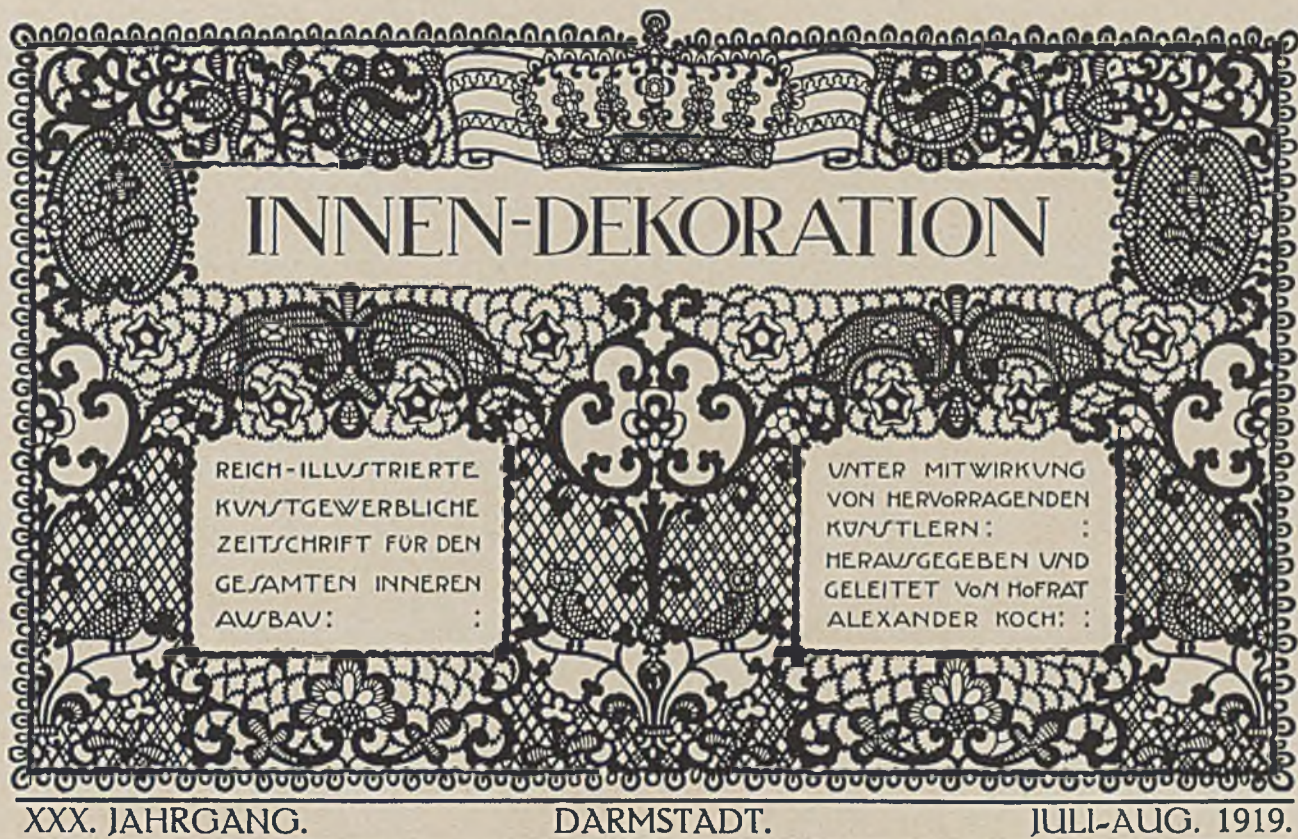 INNEN-DEKORATION
REICH-ILLUSTRIERTE
KUNSTGEWERBLICHE
ZEITSCHRIFT FÜR DEN
GESAMTEN INNEREN
AUSBAU: :
UNTER MITWIRKUNG
VON HERVORRAGENDEN
KÜNSTLERN: :
HERAUSGEGEBEN UND
GELEITET VON HOFRAT
ALEXANDER KOCH: :
XXX. JAHRGANG. DARMSTADT. JULI-AUG. 1919.